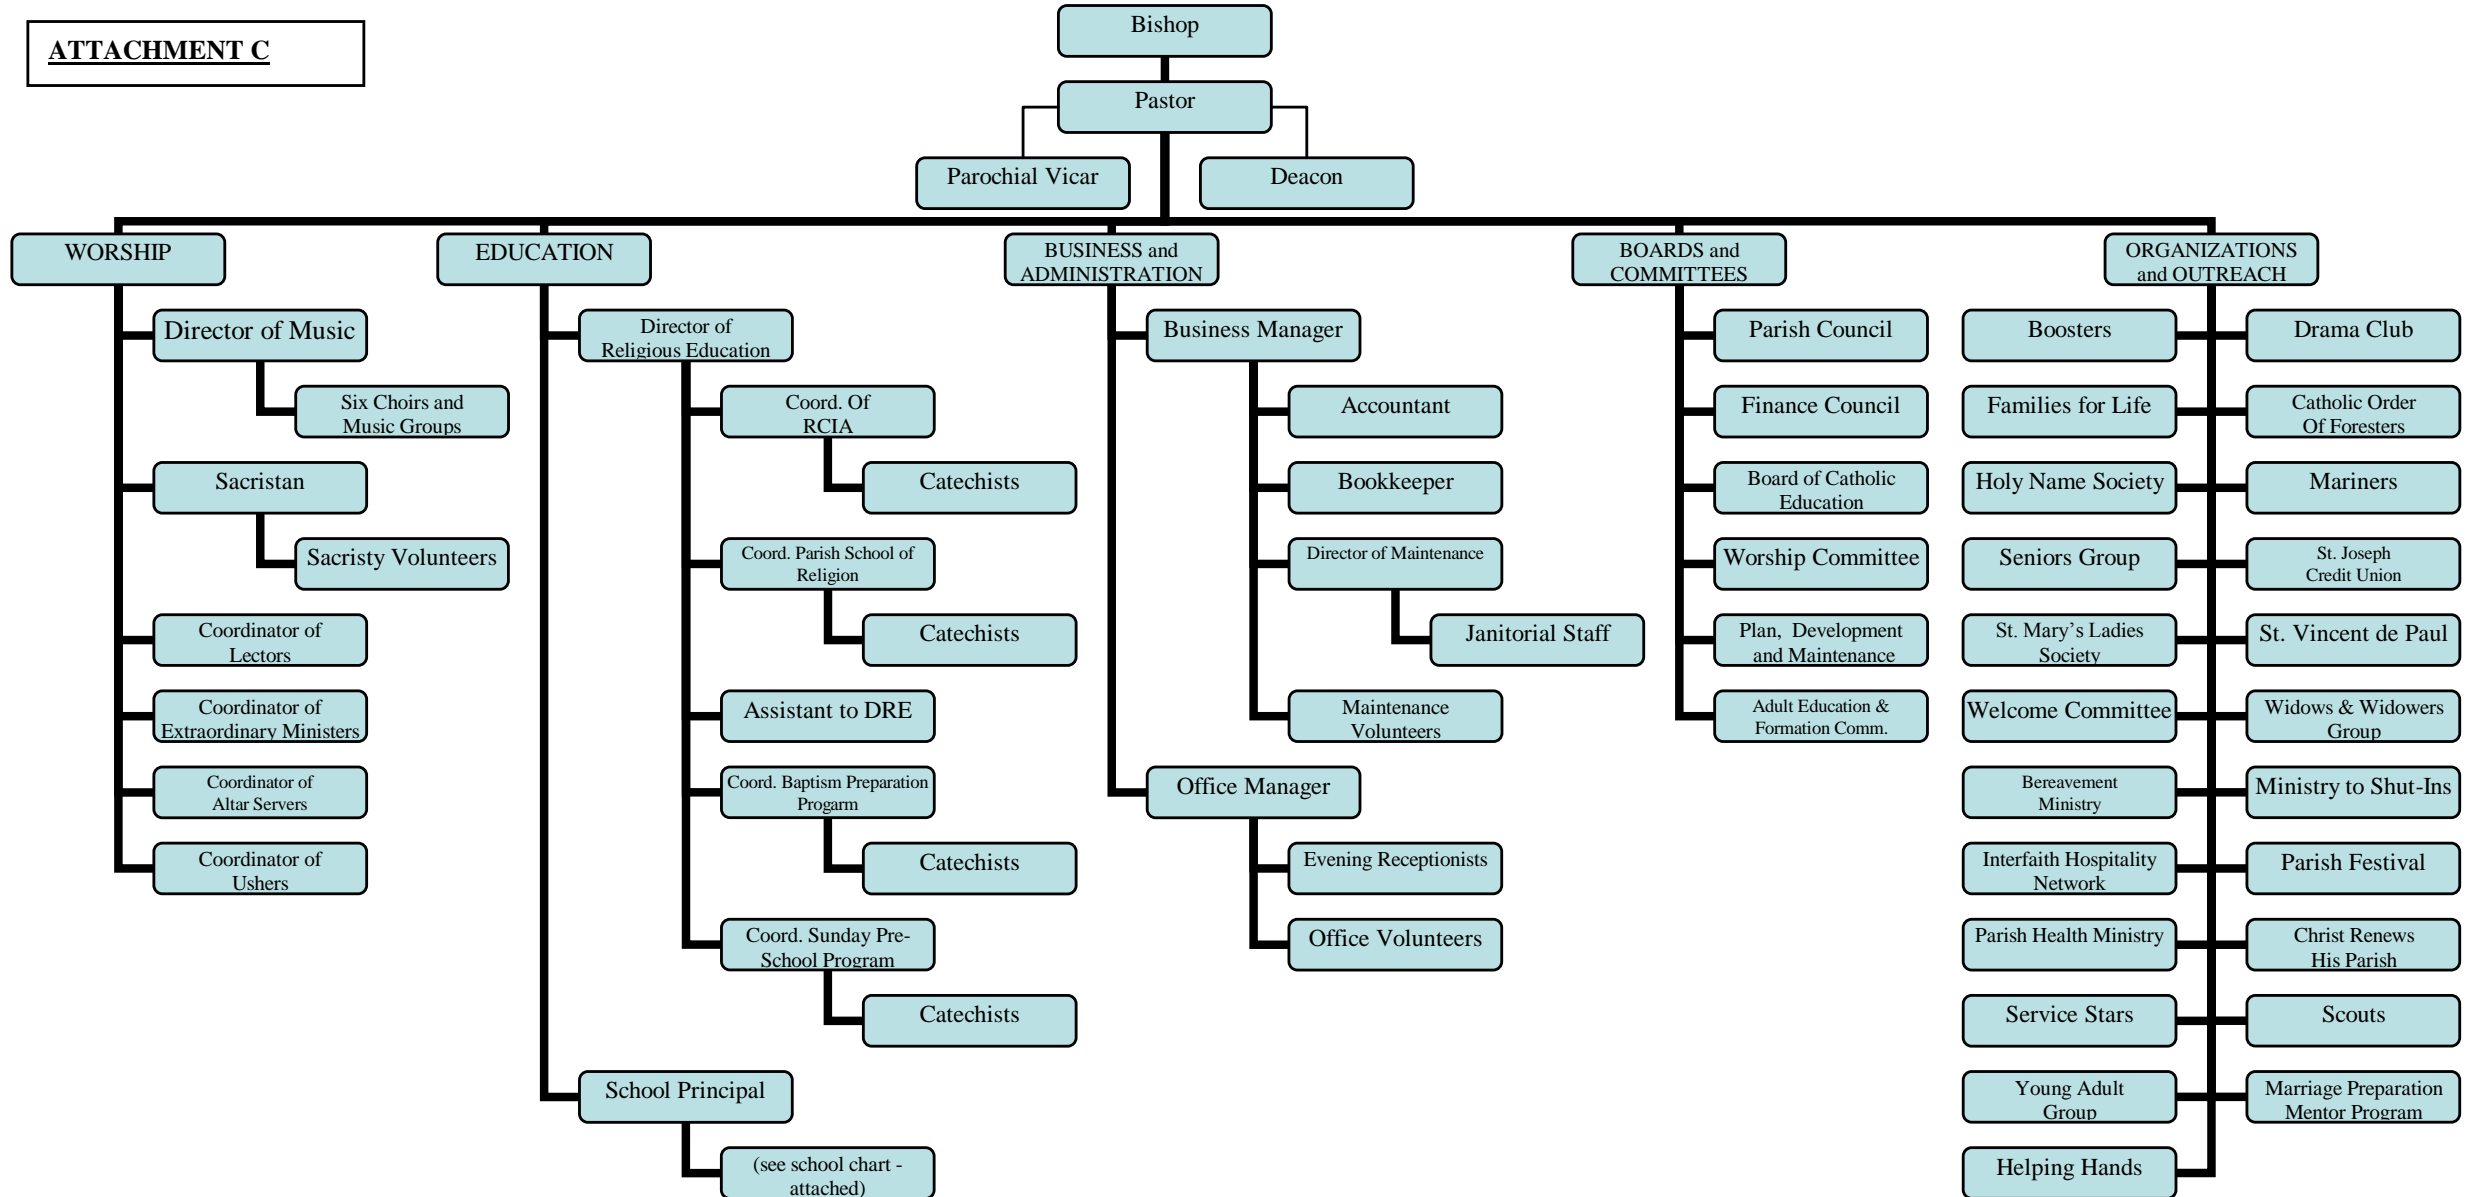 ATTACHMENT C
Bishop
Pastor
Parochial Vicar
Deacon
WORSHIP
Director of Music
Six Choirs and
Music Groups
Sacristan
Sacristy Volunteers
Coordinator of
Lectors
Coordinator of
Extraordinary Ministers
Coordinator of
Altar Servers
Coordinator of
Ushers
EDUCATION
Director of
Religious Education
Coord. Of
RCIA
Catechists
Coord. Parish School of
Religion
Catechists
Assistant to DRE
Coord. Baptism Preparation
Progarm
Catechists
Coord. Sunday Pre-
School Program
Catechists
School Principal
(see school chart -
attached)
BUSINESS and
ADMINISTRATION
Business Manager
Accountant
Bookkeeper
Director of Maintenance
Janitorial Staff
Maintenance
Volunteers
Office Manager
Evening Receptionists
Office Volunteers
BOARDS and
COMMITTEES
Parish Council
Finance Council
Board of Catholic
Education
Worship Committee
Plan, Development
and Maintenance
Adult Education &
Formation Comm.
ORGANIZATIONS
and OUTREACH
Boosters
Drama Club
Families for Life
Catholic Order
Of Foresters
Holy Name Society
Mariners
Seniors Group
St. Joseph
Credit Union
St. Mary’s Ladies
Society
St. Vincent de Paul
Welcome Committee
Widows & Widowers
Group
Bereavement
Ministry
Ministry to Shut-Ins
Interfaith Hospitality
Network
Parish Festival
Parish Health Ministry
Christ Renews
His Parish
Service Stars
Scouts
Young Adult
Group
Marriage Preparation
Mentor Program
Helping Hands